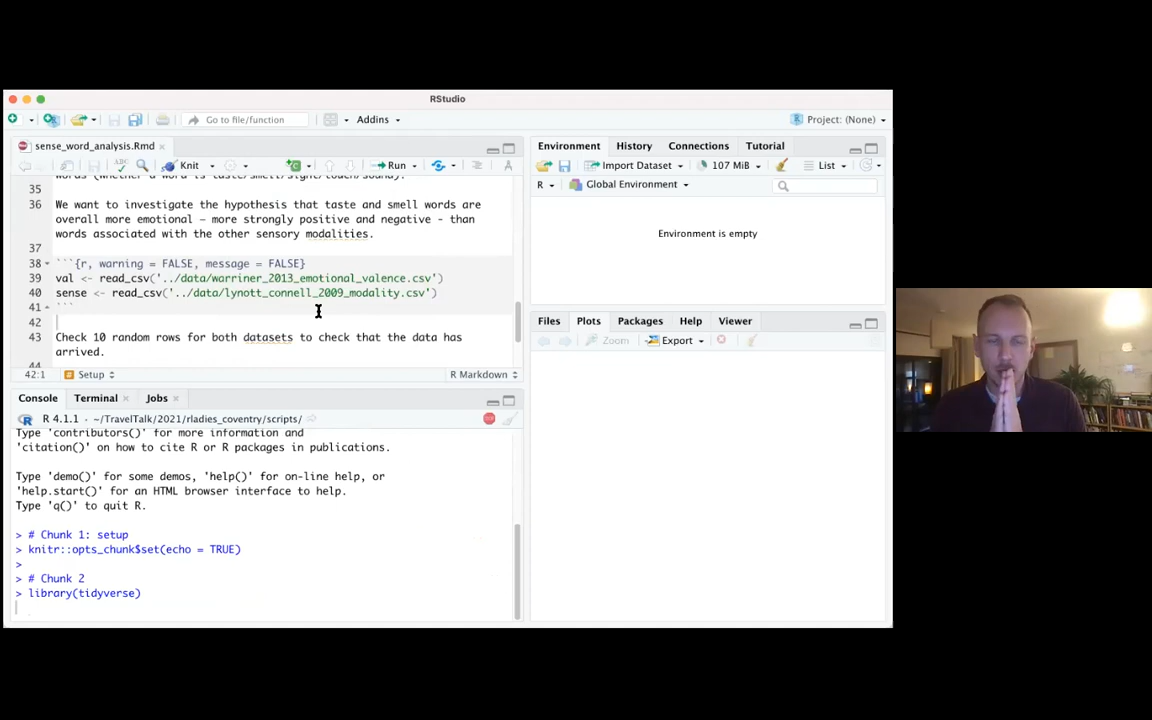 RStudio
Go to file/function
Addins
Project: (None)
sense_word_analysis.Rmd
Knit
Run
35
36 We want to investigate the hypothesis that taste and smell words are
overall more emotional – more strongly positive and negative - than
words associated with the other sensory modalities.
37
38 ```{r, warning = FALSE, message = FALSE}
39 val <- read_csv('../data/warriner_2013_emotional_valence.csv')
40 sense <- read_csv('../data/lynott_connell_2009_modality.csv')
41 ```
42
43 Check 10 random rows for both datasets to check that the data has
arrived.
44
42:1 Setup
R Markdown
Console Terminal Jobs
R 4.1.1 · ~/TravelTalk/2021/rladies_coventry/scripts/
Type 'contributors()' for more information and
'citation()' on how to cite R or R packages in publications.
Type 'demo()' for some demos, 'help()' for on-line help, or
'help.start()' for an HTML browser interface to help.
Type 'q()' to quit R.
> # Chunk 1: setup
> knitr::opts_chunk$set(echo = TRUE)
>
> # Chunk 2
> library(tidyverse)
Environment History Connections Tutorial
Import Dataset 107 MiB List
R Global Environment
Environment is empty
Files Plots Packages Help Viewer
Zoom Export